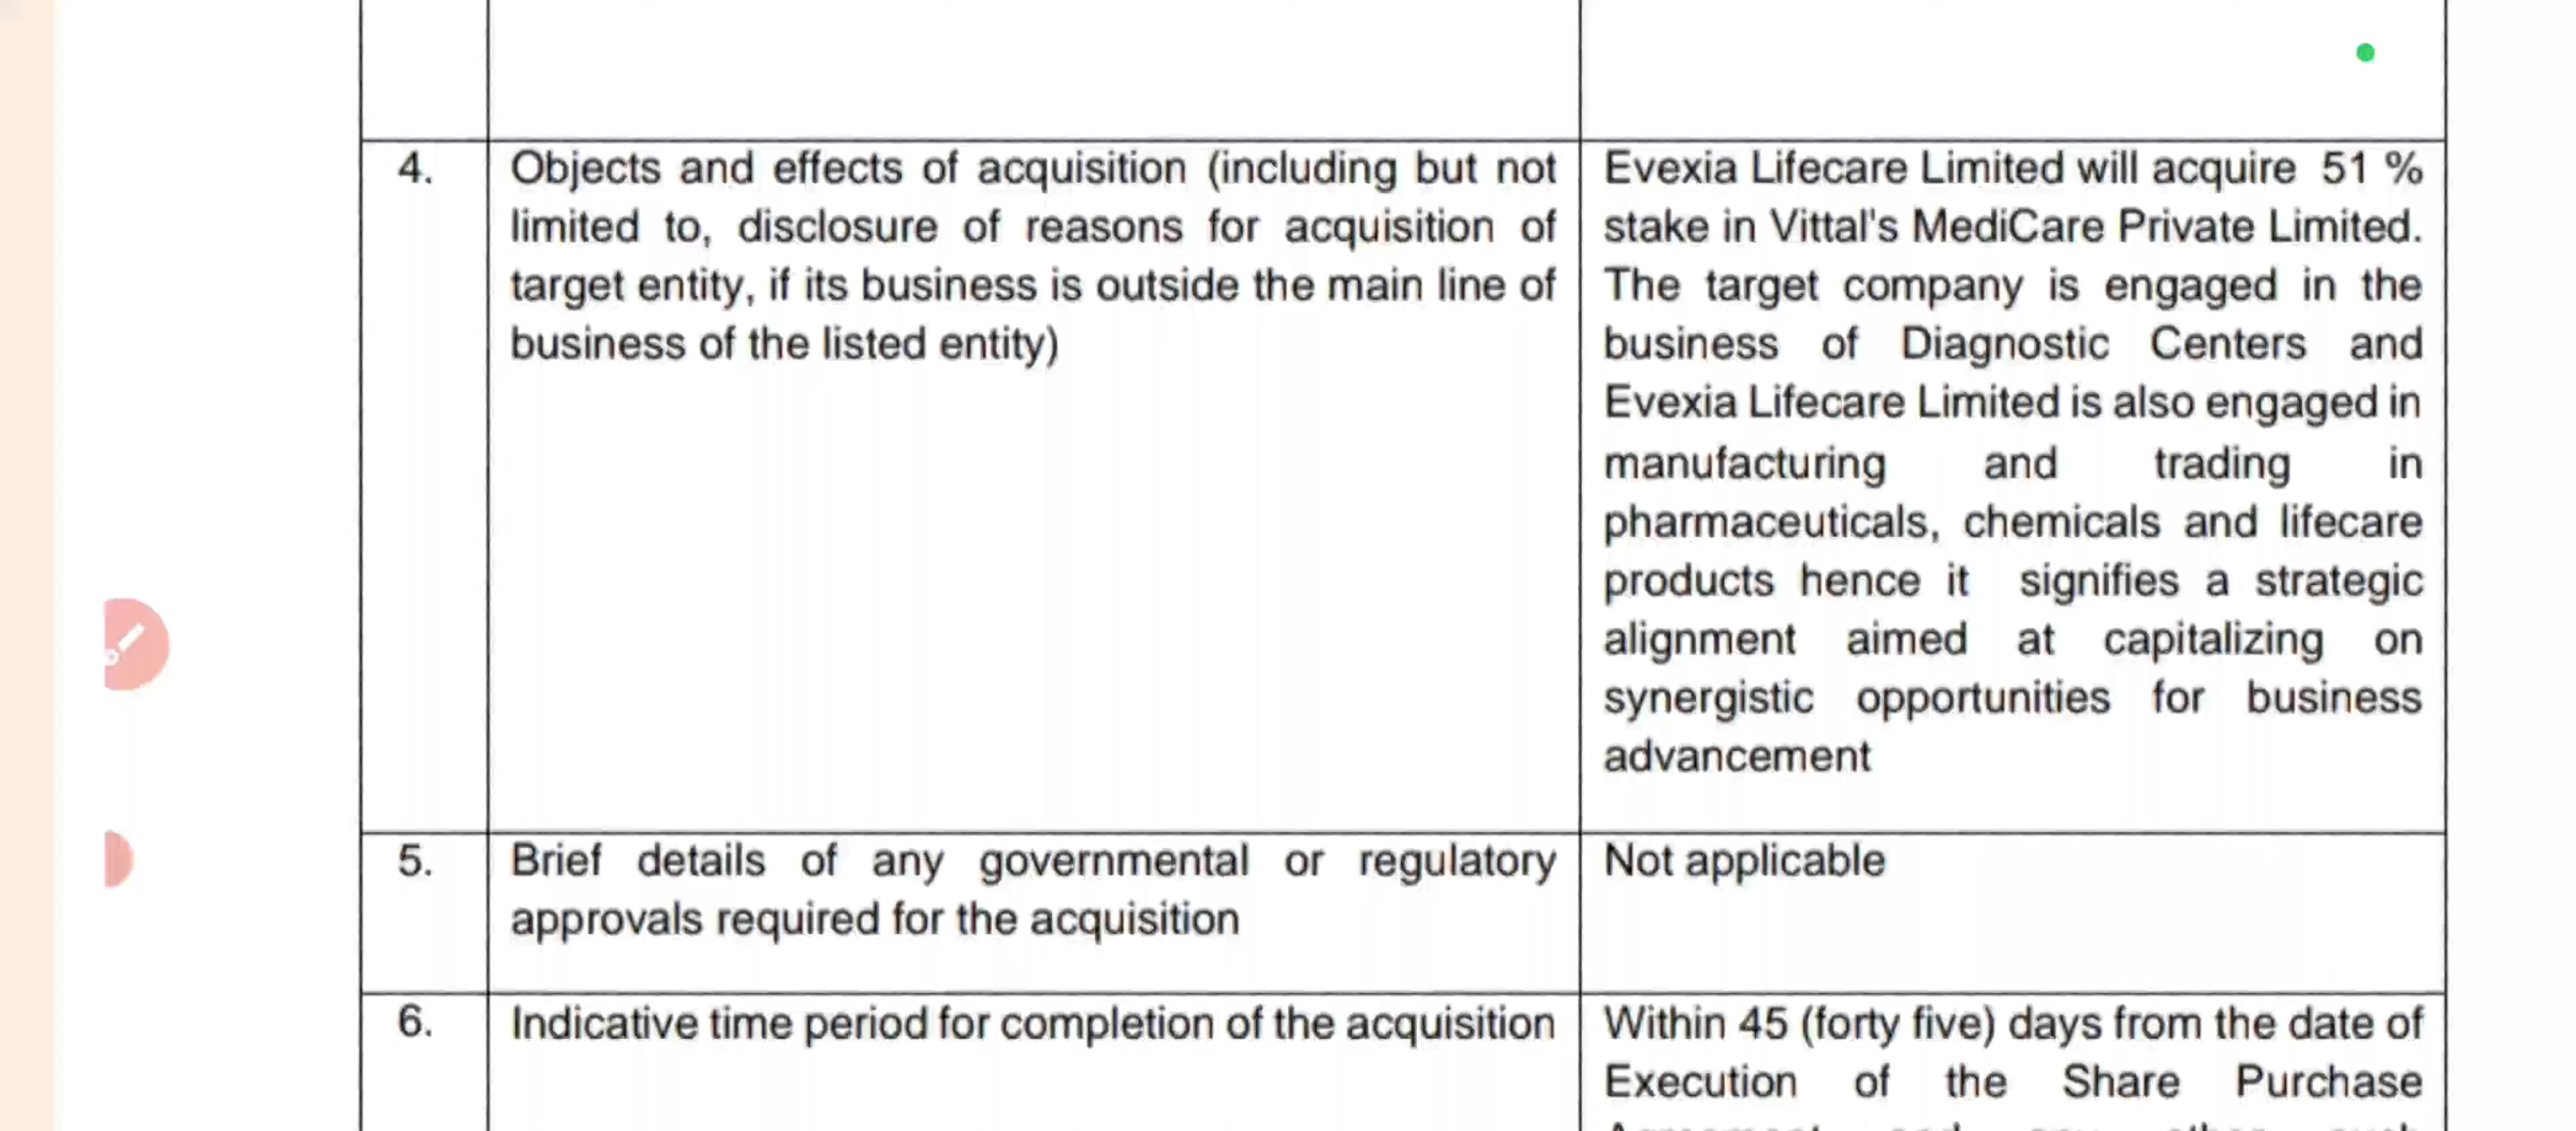 4.
Objects and effects of acquisition (including but not
limited to, disclosure of reasons for acquisition of
target entity, if its business is outside the main line of
business of the listed entity)
Evexia Lifecare Limited will acquire 51 %
stake in Vittal's MediCare Private Limited.
The target company is engaged in the
business of Diagnostic Centers and
Evexia Lifecare Limited is also engaged in
manufacturing and trading in
pharmaceuticals, chemicals and lifecare
products hence it signifies a strategic
alignment aimed at capitalizing on
synergistic opportunities for business
advancement
5.
Brief details of any governmental or regulatory
approvals required for the acquisition
Not applicable
6.
Indicative time period for completion of the acquisition
Within 45 (forty five) days from the date of
Execution of the Share Purchase